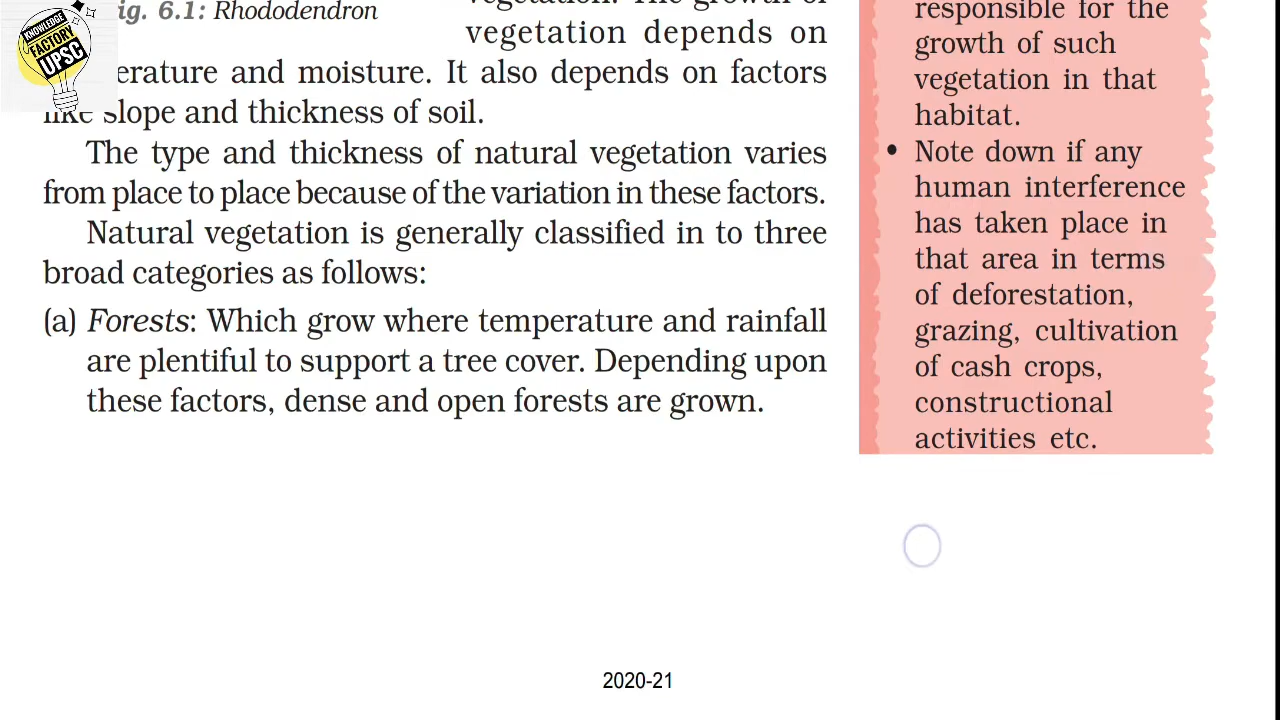 KNOWLEDGE
FACTORY
UPSC
ig. 6.1: Rhododendron
vegetation. The growth of
vegetation depends on
erature and moisture. It also depends on factors
like slope and thickness of soil.
The type and thickness of natural vegetation varies
from place to place because of the variation in these factors.
Natural vegetation is generally classified in to three
broad categories as follows:
(a) Forests: Which grow where temperature and rainfall
are plentiful to support a tree cover. Depending upon
these factors, dense and open forests are grown.
responsible for the
growth of such
vegetation in that
habitat.
• Note down if any
human interference
has taken place in
that area in terms
of deforestation,
grazing, cultivation
of cash crops,
constructional
activities etc.
2020-21